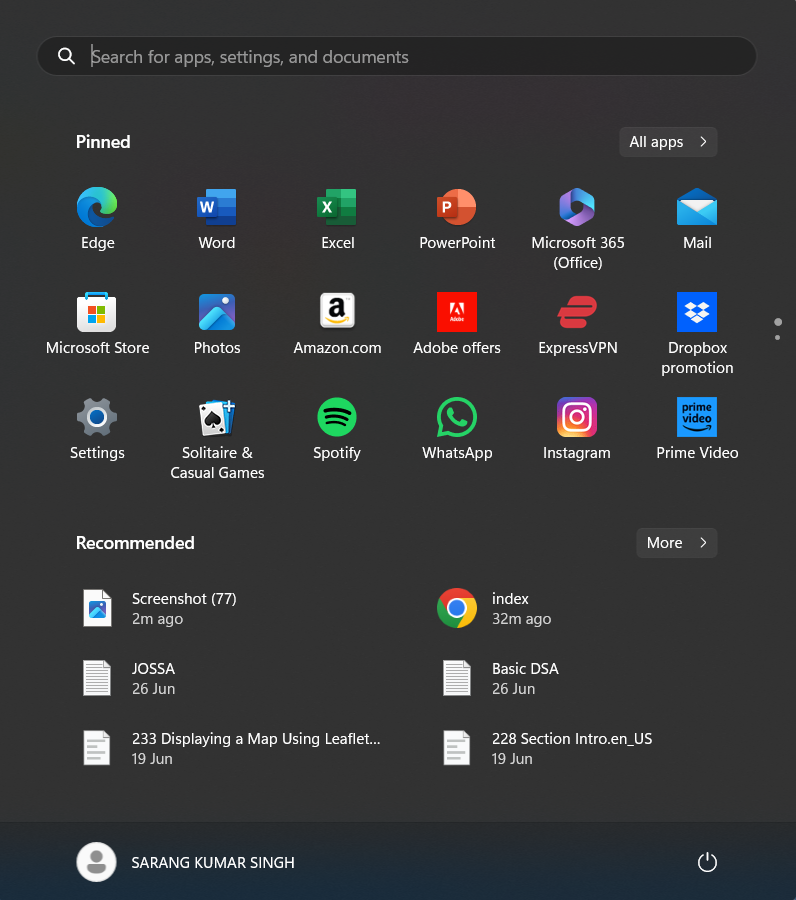 Search for apps, settings, and documents
Pinned
All apps
W
X
P
Edge
Word
Excel
PowerPoint
Microsoft 365
(Office)
Mail
a
Adobe
Microsoft Store
Photos
Amazon.com
Adobe offers
ExpressVPN
Dropbox
promotion
prime
video
Settings
Solitaire &
Casual Games
Spotify
WhatsApp
Instagram
Prime Video
Recommended
More
Screenshot (77)
2m ago
index
32m ago
JOSSA
26 Jun
Basic DSA
26 Jun
233 Displaying a Map Using Leaflet...
19 Jun
228 Section Intro.en_US
19 Jun
SARANG KUMAR SINGH